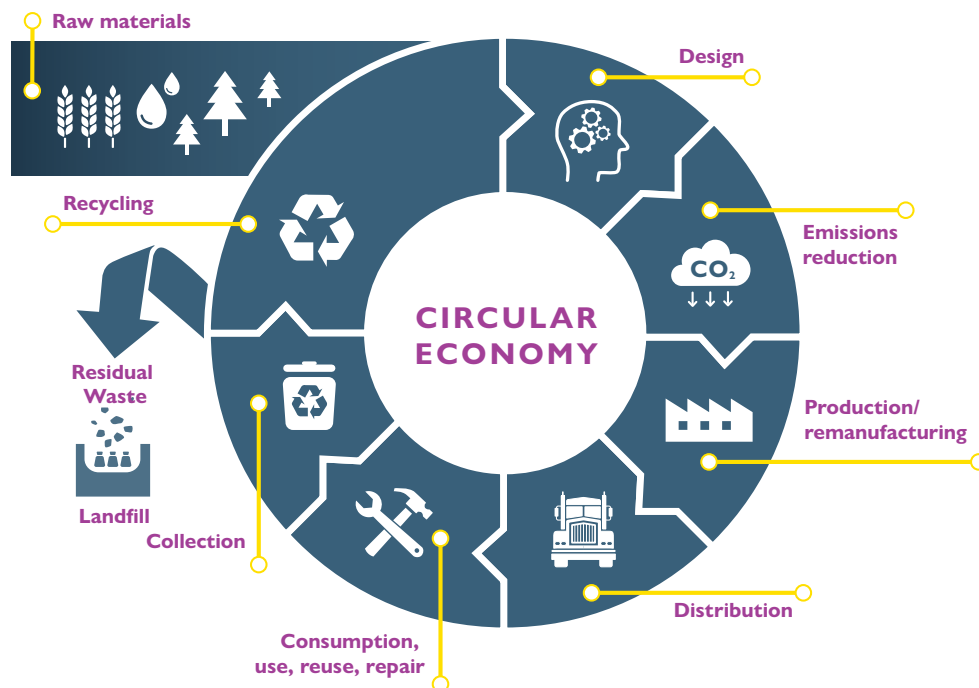 Raw materials
Design
Recycling
Emissions
reduction
CO₂
CIRCULAR
ECONOMY
Residual
Waste
Production/
remanufacturing
Landfill
Collection
Distribution
Consumption,
use, reuse, repair